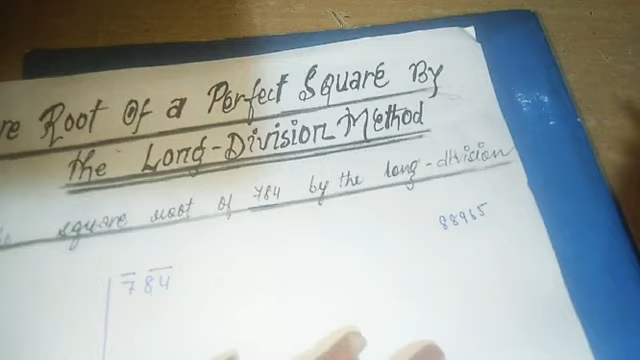 re Root Of a Perfect Square By
the Long-Division Method
square root of 784 by the long-division
88965
784